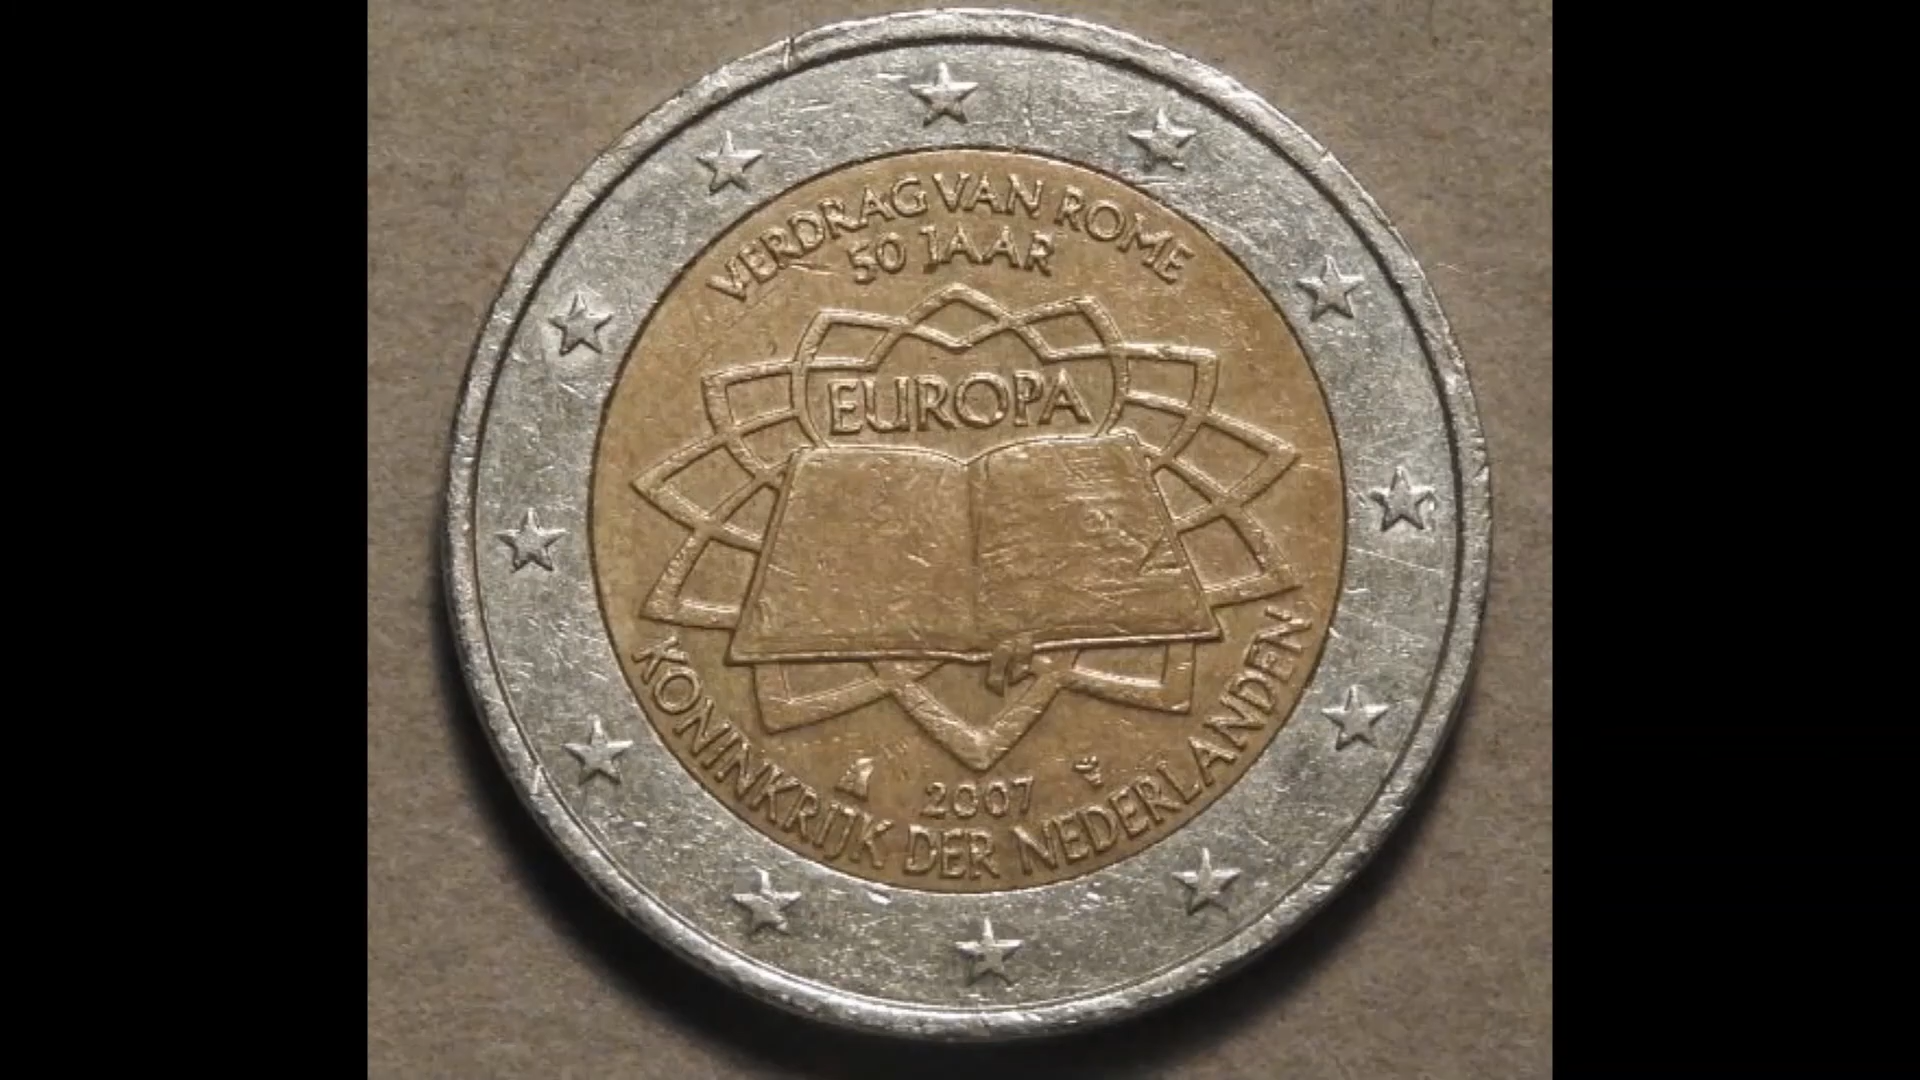 VERDRAG VAN ROME
50 JAAR
EUROPA
2007
KONINKRIJK DER NEDERLANDEN